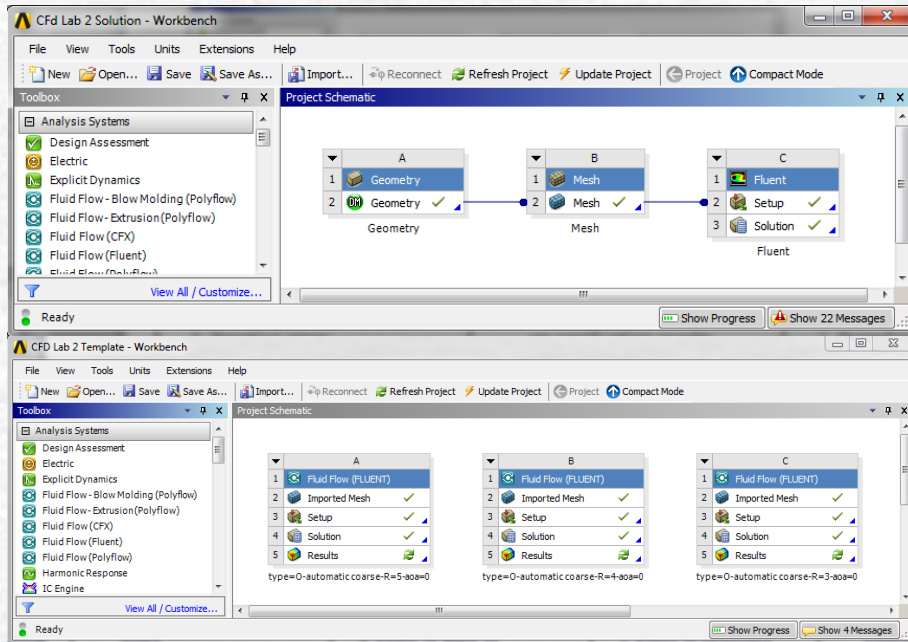 CFd Lab 2 Solution - Workbench
File View Tools Units Extensions Help
New Open... Save Save As... Import... Reconnect Refresh Project Update Project Project Compact Mode
Toolbox
Project Schematic
Analysis Systems
Design Assessment
Electric
Explicit Dynamics
Fluid Flow - Blow Molding (Polyflow)
Fluid Flow - Extrusion (Polyflow)
Fluid Flow (CFX)
Fluid Flow (Fluent)
Fluid Flow (Polyflow)
View All / Customize...
A
1 Geometry
2 DM Geometry
Geometry
B
1 Mesh
2 Mesh
Mesh
C
1 Fluent
2 Setup
3 Solution
Fluent
Ready
Show Progress
Show 22 Messages
CFD Lab 2 Template - Workbench
File View Tools Units Extensions Help
New Open... Save Save As... Import... Reconnect Refresh Project Update Project Project Compact Mode
Toolbox
Project Schematic
Analysis Systems
Design Assessment
Electric
Explicit Dynamics
Fluid Flow - Blow Molding (Polyflow)
Fluid Flow - Extrusion (Polyflow)
Fluid Flow (CFX)
Fluid Flow (Fluent)
Fluid Flow (Polyflow)
Harmonic Response
IC Engine
View All / Customize...
A
1 Fluid Flow (FLUENT)
2 Imported Mesh
3 Setup
4 Solution
5 Results
type=O-automatic coarse-R=5-aoa=0
B
1 Fluid Flow (FLUENT)
2 Imported Mesh
3 Setup
4 Solution
5 Results
type=O-automatic coarse-R=4-aoa=0
C
1 Fluid Flow (FLUENT)
2 Imported Mesh
3 Setup
4 Solution
5 Results
type=O-automatic coarse-R=3-aoa=0
Ready
Show Progress
Show 4 Messages